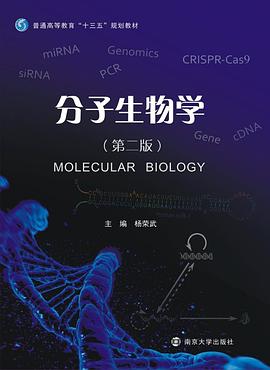 普通高等教育“十三五”规划教材
miRNA
Genomics
CRISPR-Cas9
siRNA
PCR
分子生物学
(第二版)
Gene
cDNA
MOLECULAR BIOLOGY
主 编 杨荣武
南京大学出版社